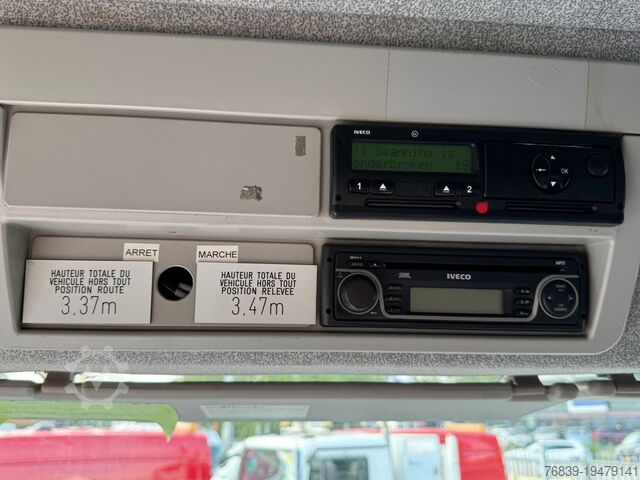 IVECO
Spanning is
onderbroken 19
1 2
OK
ARRET MARCHE
HAUTEUR TOTALE DU
VEHICULE HORS TOUT
POSITION ROUTE
3,37m
HAUTEUR TOTALE DU
VEHICULE HORS TOUT
POSITION RELEVEE
3,47m
MP3
IVECO
76839-19479141